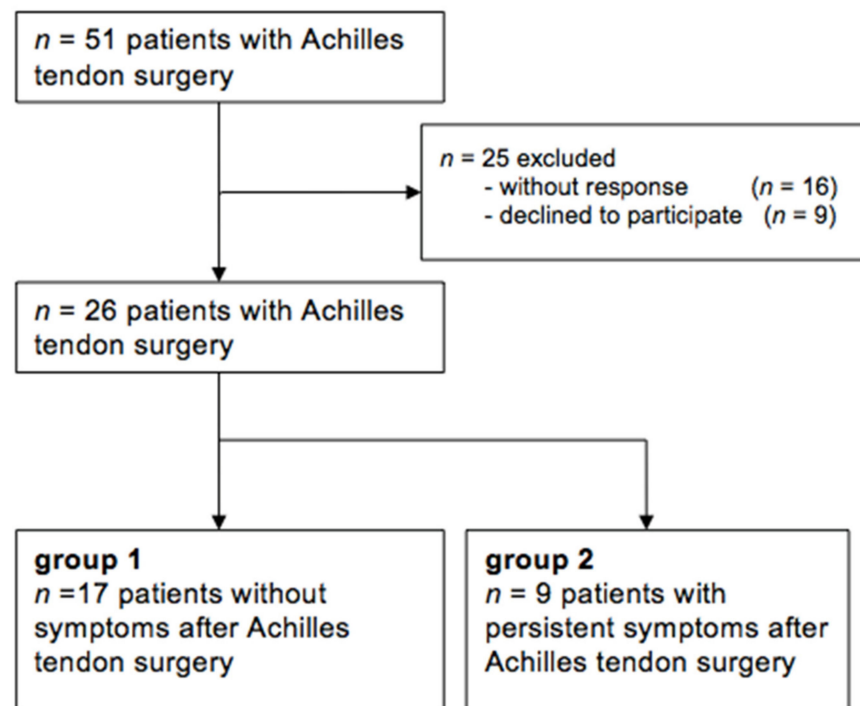 n = 51 patients with Achilles
tendon surgery
n = 25 excluded
- without response (n = 16)
- declined to participate (n = 9)
n = 26 patients with Achilles
tendon surgery
group 1
n =17 patients without
symptoms after Achilles
tendon surgery
group 2
n = 9 patients with
persistent symptoms after
Achilles tendon surgery